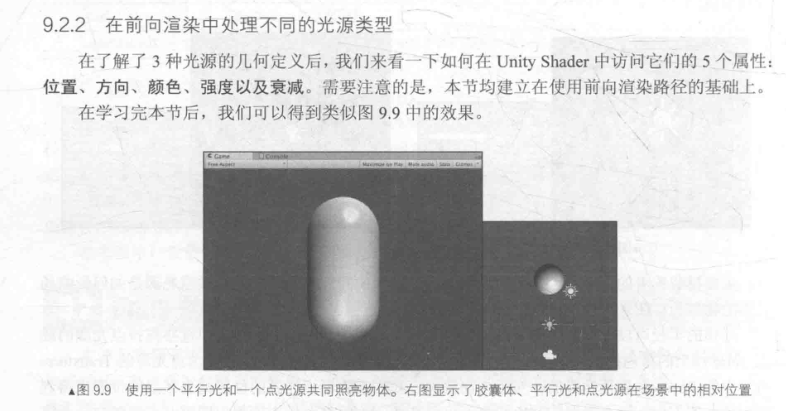 9.2.2 在前向渲染中处理不同的光源类型
在了解了 3 种光源的几何定义后，我们来看一下如何在 Unity Shader 中访问它们的 5 个属性：
位置、方向、颜色、强度以及衰减。需要注意的是，本节均建立在使用前向渲染路径的基础上。
在学习完本节后，我们可以得到类似图 9.9 中的效果。
Game Console
Free Aspect Maximize on Play Mute audio Stats Gizmos
▲图 9.9 使用一个平行光和一个点光源共同照亮物体。右图显示了胶囊体、平行光和点光源在场景中的相对位置